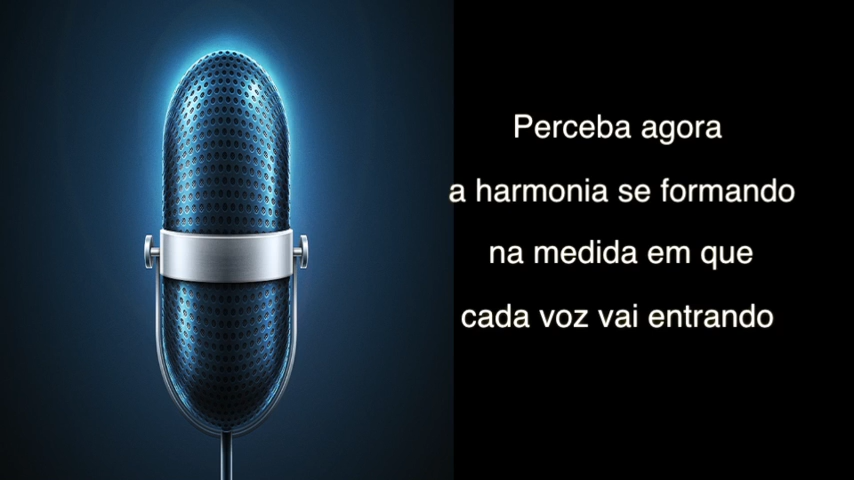 Perceba agora
a harmonia se formando
na medida em que
cada voz vai entrando